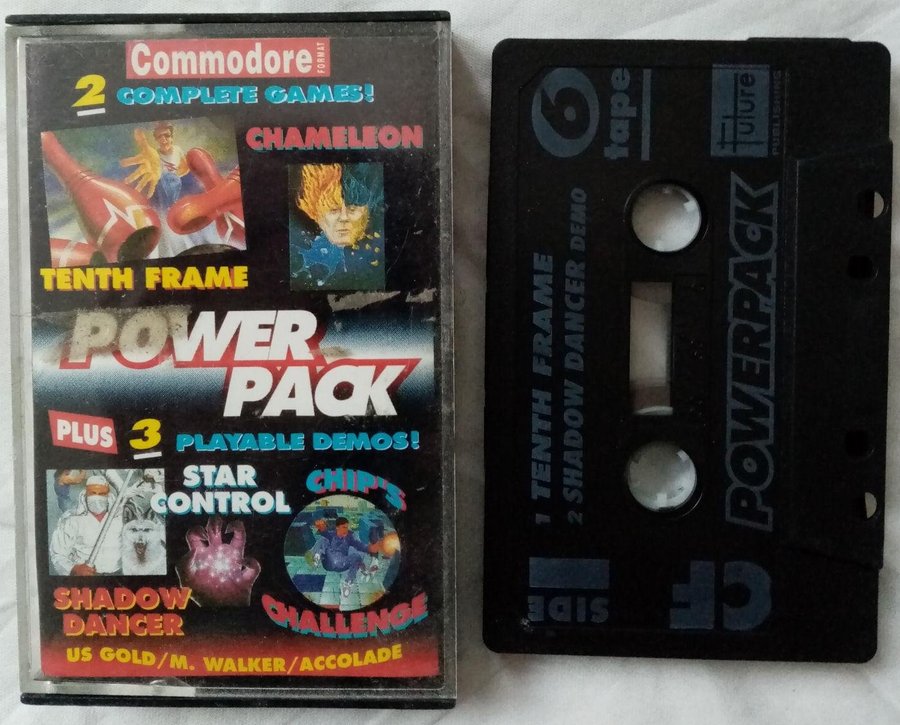 Commodore FORMAT
2 COMPLETE GAMES!
CHAMELEON
TENTH FRAME
POWER
PACK
PLUS 3 PLAYABLE DEMOS!
STAR
CONTROL
CHIP'S
CHALLENGE
SHADOW
DANCER
US GOLD/M. WALKER/ACCOLADE
6
tape
Future
PUBLISHING
1 TENTH FRAME
2 SHADOW DANCER DEMO
SIDE 1
CF POWERPACK